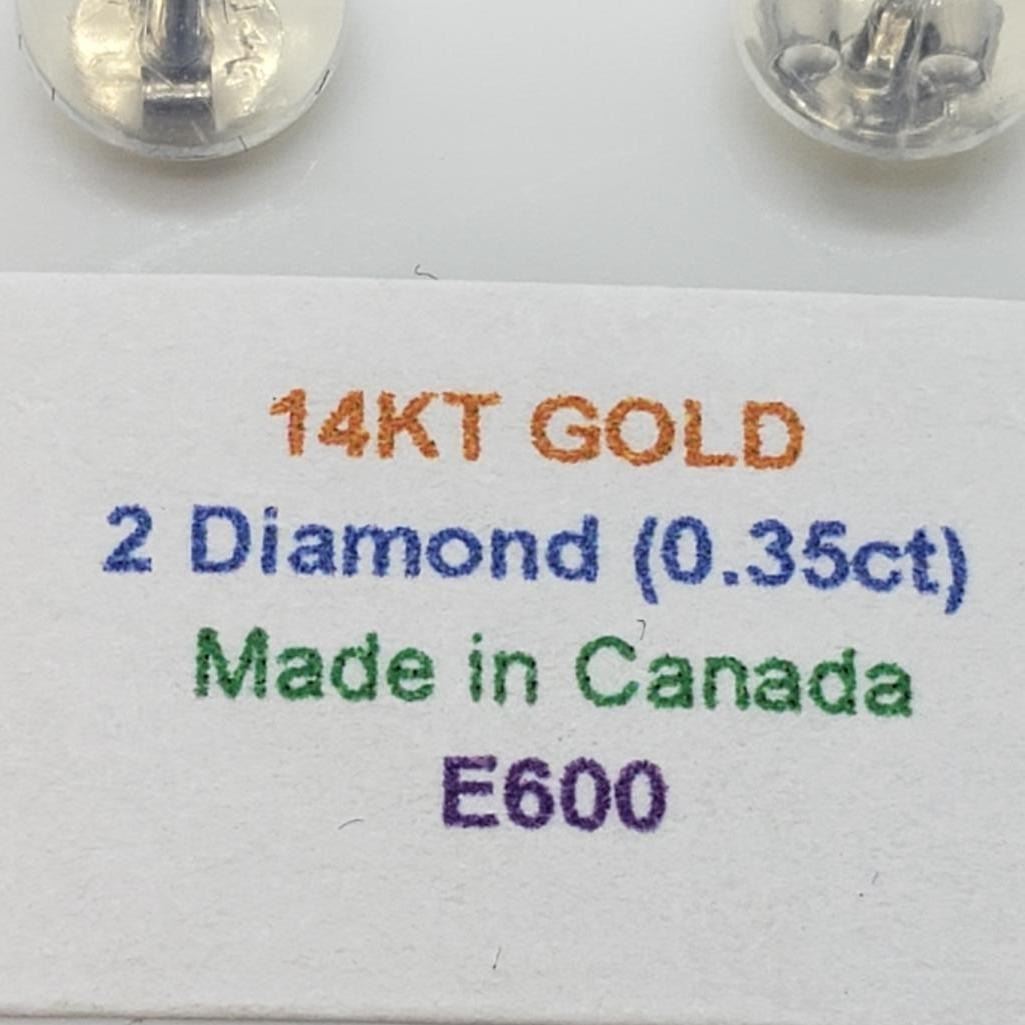 14KT GOLD
2 Diamond (0.35ct)
Made in Canada
E600